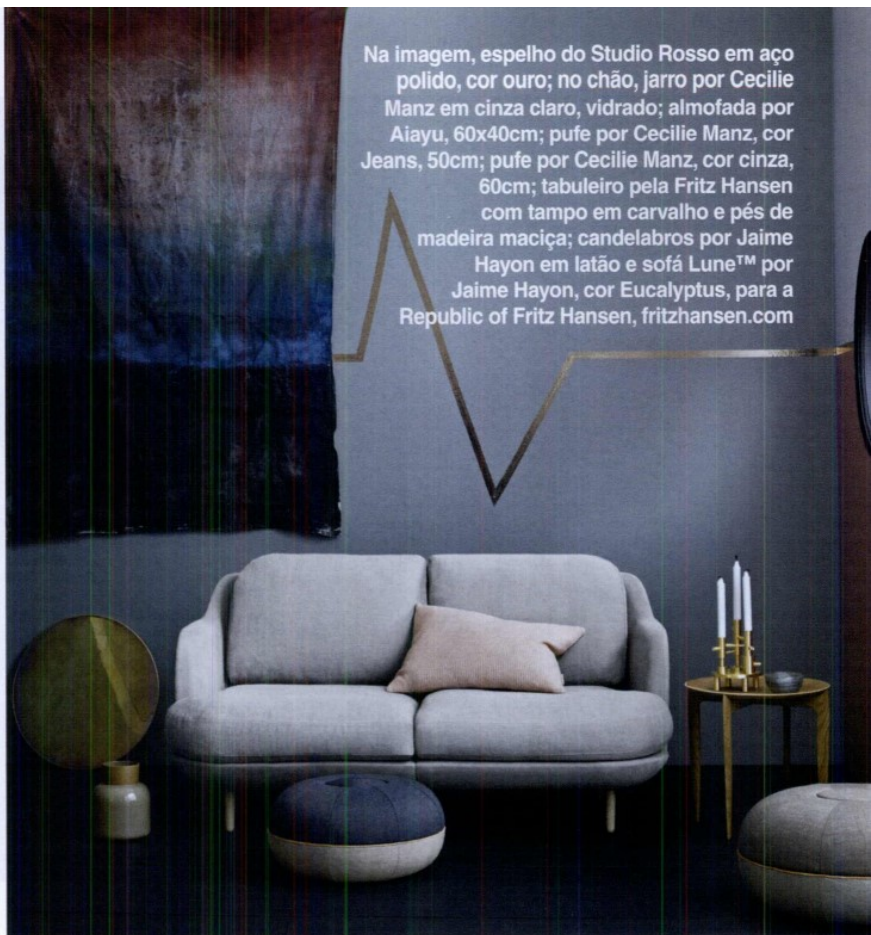 Na imagem, espelho do Studio Rosso em aço
polido, cor ouro; no chão, jarro por Cecilie
Manz em cinza claro, vidrado; almofada por
Aiayu, 60x40cm; pufe por Cecilie Manz, cor
Jeans, 50cm; pufe por Cecilie Manz, cor cinza,
60cm; tabuleiro pela Fritz Hansen
com tampo em carvalho e pés de
madeira maciça; candelabros por Jaime
Hayon em latão e sofá Lune™ por
Jaime Hayon, cor Eucalyptus, para a
Republic of Fritz Hansen, fritzhansen.com